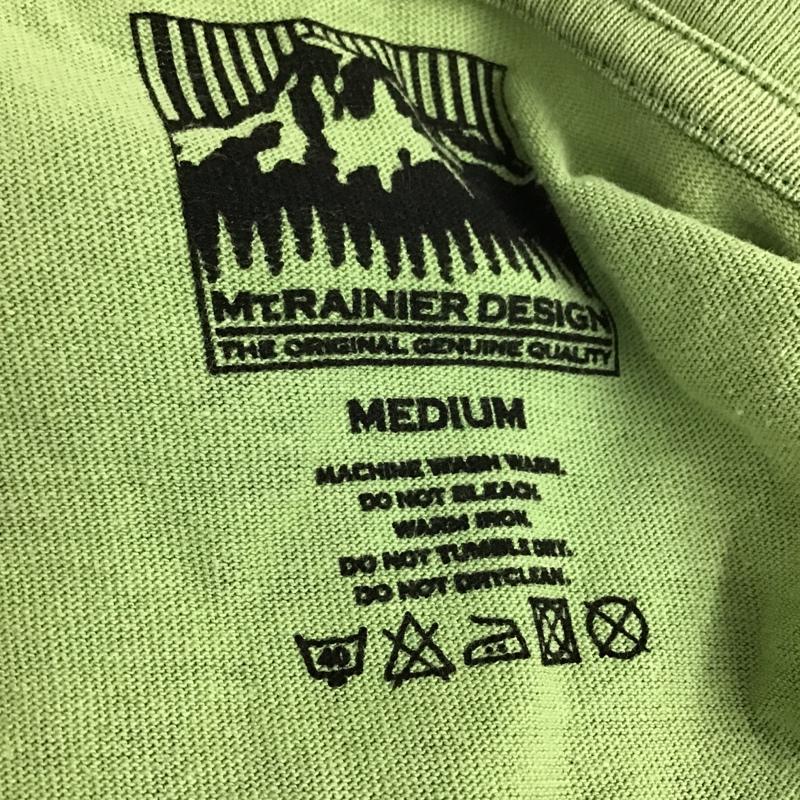 MT.RAINIER DESIGN
THE ORIGINAL GENUINE QUALITY
MEDIUM
MACHINE WASH WARM.
DO NOT BLEACH.
WARM IRON.
DO NOT TUMBLE DRY.
DO NOT DRYCLEAN.
40